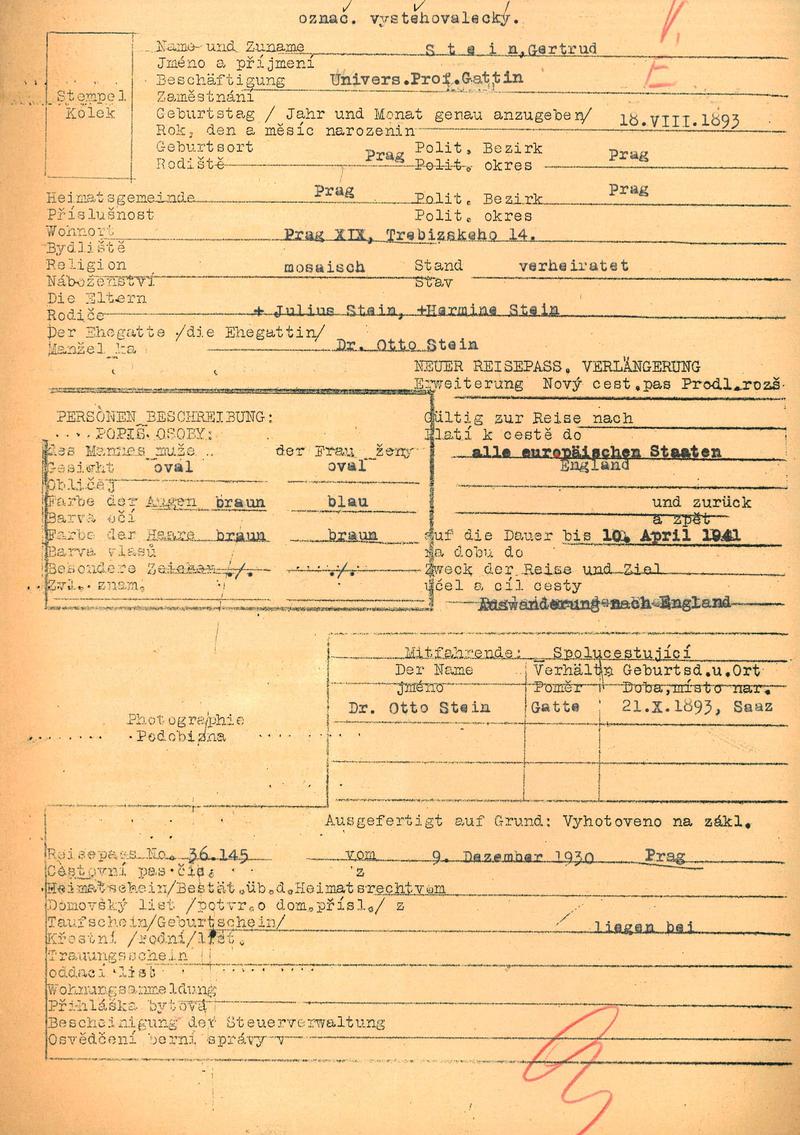 označ. vystěhovalecký.
V.
E.
Stempel
Kolek
Name und Zuname S t e i n,Gertrud
Jméno a příjmení
Beschäftigung Univers.Prof.Gattin
Zaměstnání
Geburtstag / Jahr und Monat genau anzugeben/ 18.VIII.1893
Rok, den a měsíc narozenin
Geburtsort Prag Polit. Bezirk Prag
Rodiště Polit. okres
Heimatsgemeinde Prag Polit. Bezirk Prag
Příslušnost Polit. okres
Wohnort Prag XIX, Trebizskeho 14.
Bydliště
Religion mosaisch Stand verheiratet
Náboženství Stav
Die Eltern
Rodiče + Julius Stein, +Hermine Stein
Der Ehegatte /die Ehegattin/
Manžel ka Dr. Otto Stein
NEUER REISEPASS. VERLÄNGERUNG
Erweiterung Nový cest.pas Prodl.rozš.
PERSONEN BESCHREIBUNG:
POPIS OSOBY:
des Mannes muže der Frau ženy
Gesicht oval oval
Obličej
Farbe der Augen braun blau
Barva očí
Farbe der Haare braun braun
Barva vlasů
Besondere Zeichen ./. ./.
Zvl. znam.
Gültig zur Reise nach
Platí k cestě do
alle europäischen Staaten
England
und zurück
a zpět
auf die Dauer bis 10. April 1941
na dobu do
Zweck der Reise und Ziel
účel a cíl cesty
Auswanderung nach England
Mitfahrende: Spolucestující
Der Name Verhältn Geburtsd.u.Ort
jméno Poměr Doba,místo nar.
Dr. Otto Stein Gatte 21.X.1893, Saaz
Photographie
Podobizna
Ausgefertigt auf Grund: Vyhotoveno na zákl.
Reisepass No. 36.145 vom 9. Dezember 1930 Prag
Cestovní pas čís. z
Heimatschein/Bestät.üb.d.Heimatsrechtvom
Domovský list /potvr.o dom.přísl./ z
Taufschein/Geburtschein/ liegen bei
Křestní /rodní/list.
Trauungsschein
oddací list
Wohnungsanmeldung
Přihláška bytová
Bescheinigung der Steuerverwaltung
Osvědčení berní správy v